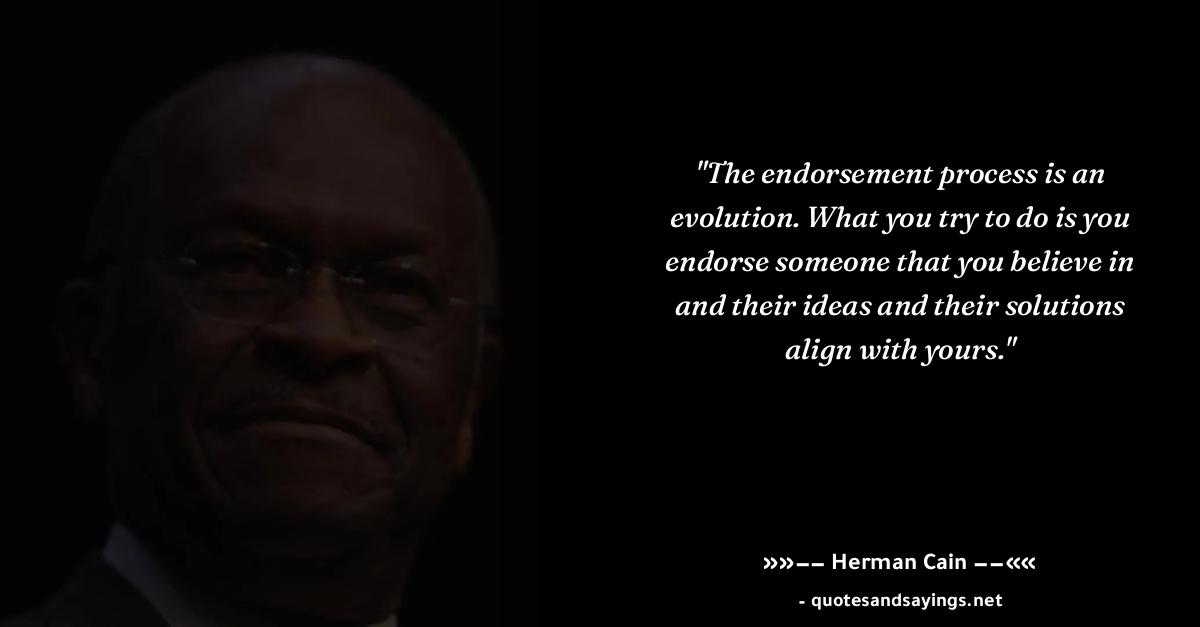 "The endorsement process is an
evolution. What you try to do is you
endorse someone that you believe in
and their ideas and their solutions
align with yours."
»»−− Herman Cain −−««
- quotesandsayings.net